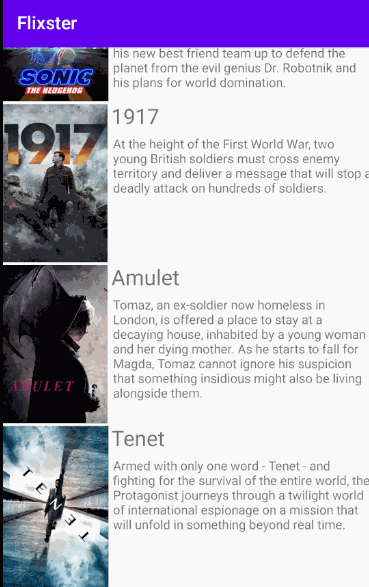 Flixster
his new best friend team up to defend the
planet from the evil genius Dr. Robotnik and
his plans for world domination.
SONIC
THE HEDGEHOG
1917
At the height of the First World War, two
young British soldiers must cross enemy
territory and deliver a message that will stop a
deadly attack on hundreds of soldiers.
1917
Amulet
Tomaz, an ex-soldier now homeless in
London, is offered a place to stay at a
decaying house, inhabited by a young woman
and her dying mother. As he starts to fall for
Magda, Tomaz cannot ignore his suspicion
that something insidious might also be living
alongside them.
AMULET
Tenet
Armed with only one word - Tenet - and
fighting for the survival of the entire world, the
Protagonist journeys through a twilight world
of international espionage on a mission that
will unfold in something beyond real time.
TENET